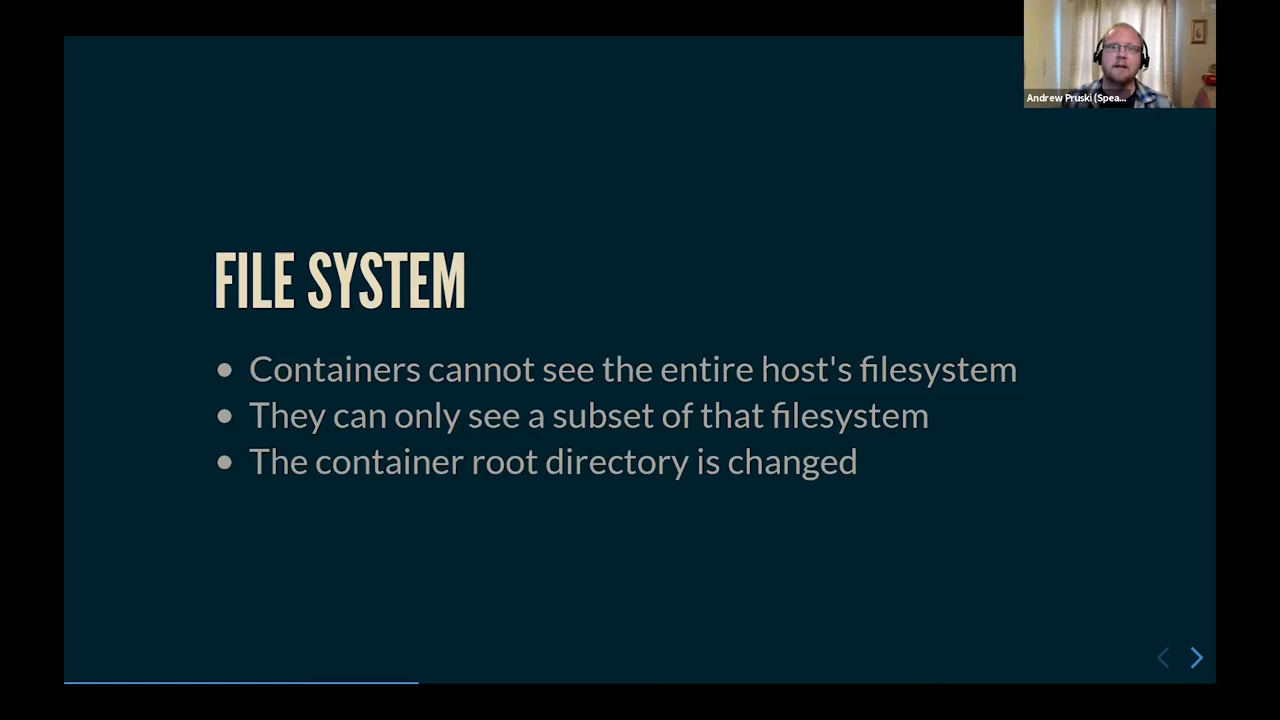 Andrew Pruski (Spea...
FILE SYSTEM
Containers cannot see the entire host's filesystem
They can only see a subset of that filesystem
The container root directory is changed